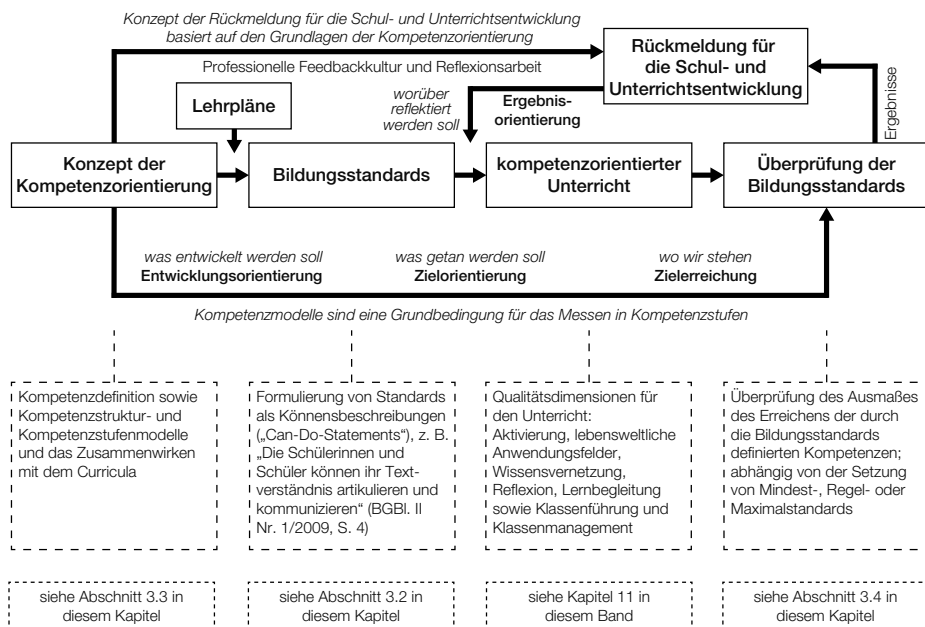 Konzept der Rückmeldung für die Schul- und Unterrichtsentwicklung
basiert auf den Grundlagen der Kompetenzorientierung
Professionelle Feedbackkultur und Reflexionsarbeit
Rückmeldung für
die Schul- und
Unterrichtsentwicklung
Lehrpläne
worüber
reflektiert
werden soll
Ergebnis-
orientierung
Ergebnisse
Konzept der
Kompetenzorientierung
Bildungsstandards
kompetenzorientierter
Unterricht
Überprüfung der
Bildungsstandards
was entwickelt werden soll
Entwicklungsorientierung
was getan werden soll
Zielorientierung
wo wir stehen
Zielerreichung
Kompetenzmodelle sind eine Grundbedingung für das Messen in Kompetenzstufen
Kompetenzdefinition sowie
Kompetenzstruktur- und
Kompetenzstufenmodelle
und das Zusammenwirken
mit dem Curricula
Formulierung von Standards
als Könnensbeschreibungen
(„Can-Do-Statements“), z. B.
„Die Schülerinnen und
Schüler können ihr Text-
verständnis artikulieren und
kommunizieren“ (BGBl. II
Nr. 1/2009, S. 4)
Qualitätsdimensionen für
den Unterricht:
Aktivierung, lebensweltliche
Anwendungsfelder,
Wissensvernetzung,
Reflexion, Lernbegleitung
sowie Klassenführung und
Klassenmanagement
Überprüfung des Ausmaßes
des Erreichens der durch
die Bildungsstandards
definierten Kompetenzen;
abhängig von der Setzung
von Mindest-, Regel- oder
Maximalstandards
siehe Abschnitt 3.3 in
diesem Kapitel
siehe Abschnitt 3.2 in
diesem Kapitel
siehe Kapitel 11 in
diesem Band
siehe Abschnitt 3.4 in
diesem Kapitel